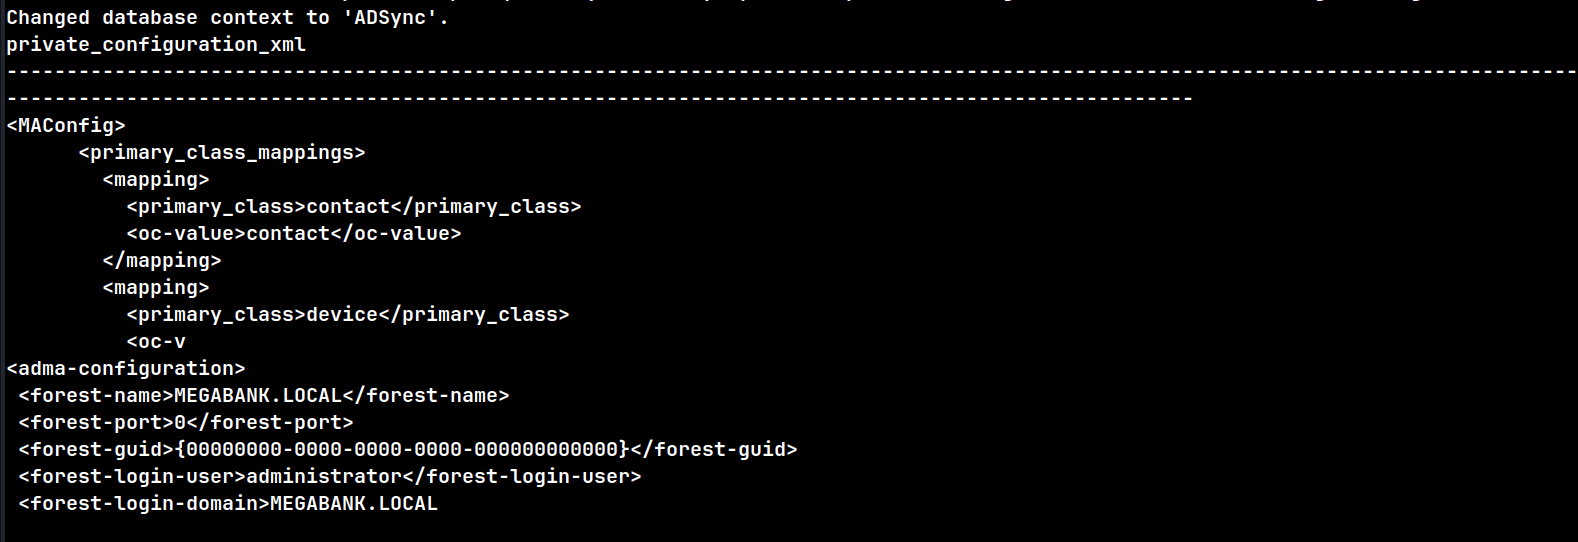 Changed database context to 'ADSync'.
private_configuration_xml
-----------------------------------------------------------------------------------------------------------------------------------
---------------------------------------------------------------------------------------------------
<MAConfig>
      <primary_class_mappings>
        <mapping>
          <primary_class>contact</primary_class>
          <oc-value>contact</oc-value>
        </mapping>
        <mapping>
          <primary_class>device</primary_class>
          <oc-v
<adma-configuration>
 <forest-name>MEGABANK.LOCAL</forest-name>
 <forest-port>0</forest-port>
 <forest-guid>{00000000-0000-0000-0000-000000000000}</forest-guid>
 <forest-login-user>administrator</forest-login-user>
 <forest-login-domain>MEGABANK.LOCAL